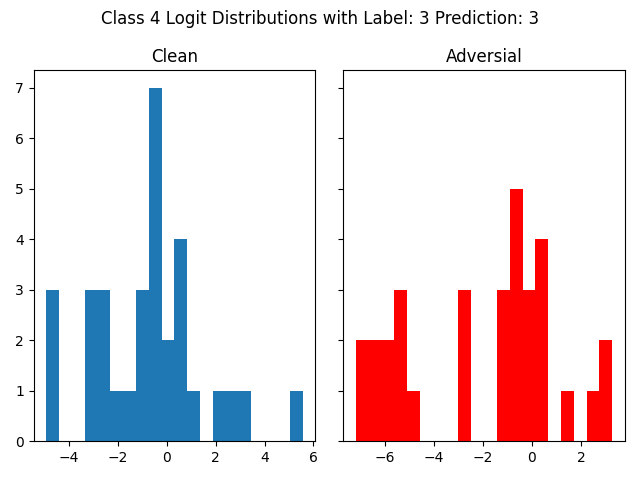 Class 4 Logit Distributions with Label: 3 Prediction: 3
Clean
Adversial
7
6
5
4
3
2
1
0
−4 −2 0 2 4 6
−6 −4 −2 0 2